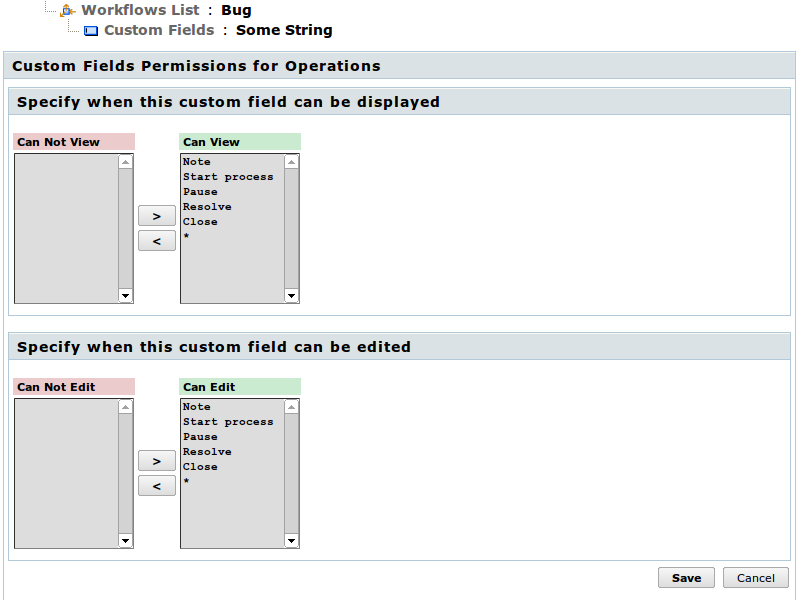 Workflows List : Bug
Custom Fields : Some String
Custom Fields Permissions for Operations
Specify when this custom field can be displayed
Can Not View
Can View
Note
Start process
Pause
Resolve
Close
*
>
<
Specify when this custom field can be edited
Can Not Edit
Can Edit
Note
Start process
Pause
Resolve
Close
*
>
<
Save
Cancel